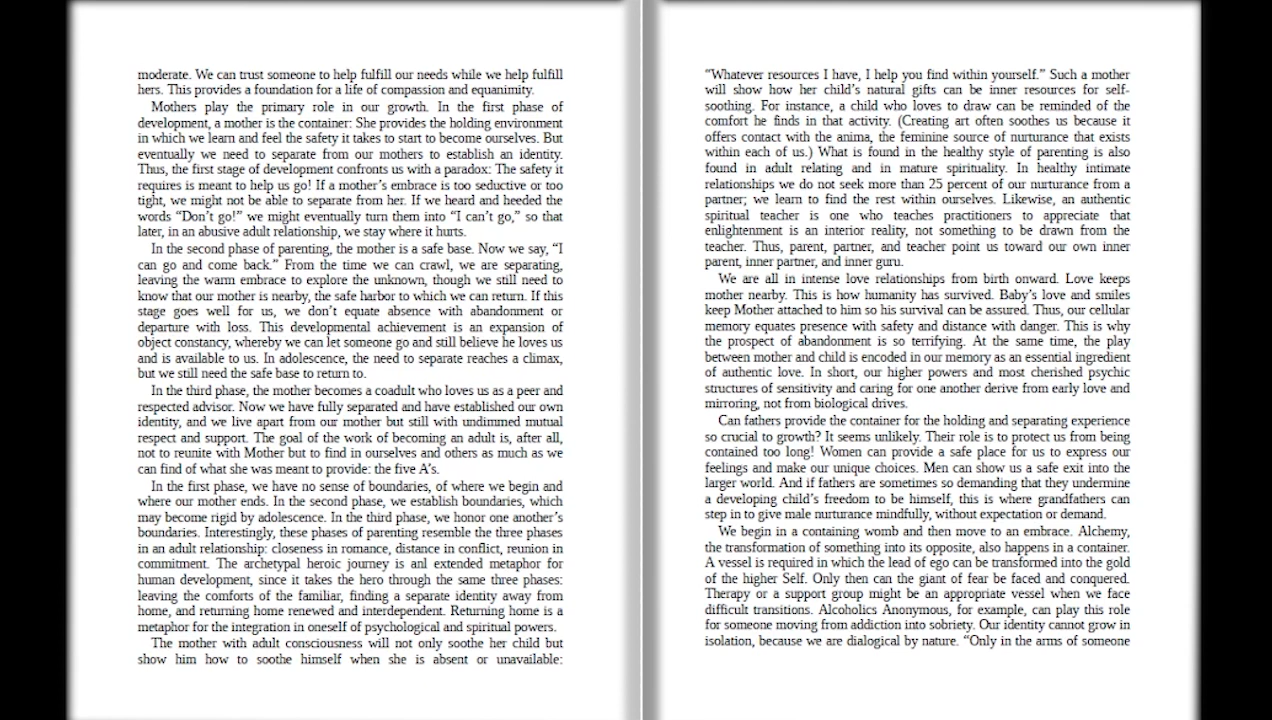 moderate. We can trust someone to help fulfill our needs while we help fulfill
hers. This provides a foundation for a life of compassion and equanimity.
Mothers play the primary role in our growth. In the first phase of
development, a mother is the container: She provides the holding environment
in which we learn and feel the safety it takes to start to become ourselves. But
eventually we need to separate from our mothers to establish an identity.
Thus, the first stage of development confronts us with a paradox: The safety it
requires is meant to help us go! If a mother’s embrace is too seductive or too
tight, we might not be able to separate from her. If we heard and heeded the
words “Don’t go!” we might eventually turn them into “I can’t go,” so that
later, in an abusive adult relationship, we stay where it hurts.
In the second phase of parenting, the mother is a safe base. Now we say, “I
can go and come back.” From the time we can crawl, we are separating,
leaving the warm embrace to explore the unknown, though we still need to
know that our mother is nearby, the safe harbor to which we can return. If this
stage goes well for us, we don’t equate absence with abandonment or
departure with loss. This developmental achievement is an expansion of
object constancy, whereby we can let someone go and still believe he loves us
and is available to us. In adolescence, the need to separate reaches a climax,
but we still need the safe base to return to.
In the third phase, the mother becomes a coadult who loves us as a peer and
respected advisor. Now we have fully separated and have established our own
identity, and we live apart from our mother but still with undimmed mutual
respect and support. The goal of the work of becoming an adult is, after all,
not to reunite with Mother but to find in ourselves and others as much as we
can find of what she was meant to provide: the five A’s.
In the first phase, we have no sense of boundaries, of where we begin and
where our mother ends. In the second phase, we establish boundaries, which
may become rigid by adolescence. In the third phase, we honor one another’s
boundaries. Interestingly, these phases of parenting resemble the three phases
in an adult relationship: closeness in romance, distance in conflict, reunion in
commitment. The archetypal heroic journey is anl extended metaphor for
human development, since it takes the hero through the same three phases:
leaving the comforts of the familiar, finding a separate identity away from
home, and returning home renewed and interdependent. Returning home is a
metaphor for the integration in oneself of psychological and spiritual powers.
The mother with adult consciousness will not only soothe her child but
show him how to soothe himself when she is absent or unavailable:
“Whatever resources I have, I help you find within yourself.” Such a mother
will show how her child’s natural gifts can be inner resources for self-
soothing. For instance, a child who loves to draw can be reminded of the
comfort he finds in that activity. (Creating art often soothes us because it
offers contact with the anima, the feminine source of nurturance that exists
within each of us.) What is found in the healthy style of parenting is also
found in adult relating and in mature spirituality. In healthy intimate
relationships we do not seek more than 25 percent of our nurturance from a
partner; we learn to find the rest within ourselves. Likewise, an authentic
spiritual teacher is one who teaches practitioners to appreciate that
enlightenment is an interior reality, not something to be drawn from the
teacher. Thus, parent, partner, and teacher point us toward our own inner
parent, inner partner, and inner guru.
We are all in intense love relationships from birth onward. Love keeps
mother nearby. This is how humanity has survived. Baby’s love and smiles
keep Mother attached to him so his survival can be assured. Thus, our cellular
memory equates presence with safety and distance with danger. This is why
the prospect of abandonment is so terrifying. At the same time, the play
between mother and child is encoded in our memory as an essential ingredient
of authentic love. In short, our higher powers and most cherished psychic
structures of sensitivity and caring for one another derive from early love and
mirroring, not from biological drives.
Can fathers provide the container for the holding and separating experience
so crucial to growth? It seems unlikely. Their role is to protect us from being
contained too long! Women can provide a safe place for us to express our
feelings and make our unique choices. Men can show us a safe exit into the
larger world. And if fathers are sometimes so demanding that they undermine
a developing child’s freedom to be himself, this is where grandfathers can
step in to give male nurturance mindfully, without expectation or demand.
We begin in a containing womb and then move to an embrace. Alchemy,
the transformation of something into its opposite, also happens in a container.
A vessel is required in which the lead of ego can be transformed into the gold
of the higher Self. Only then can the giant of fear be faced and conquered.
Therapy or a support group might be an appropriate vessel when we face
difficult transitions. Alcoholics Anonymous, for example, can play this role
for someone moving from addiction into sobriety. Our identity cannot grow in
isolation, because we are dialogical by nature. “Only in the arms of someone